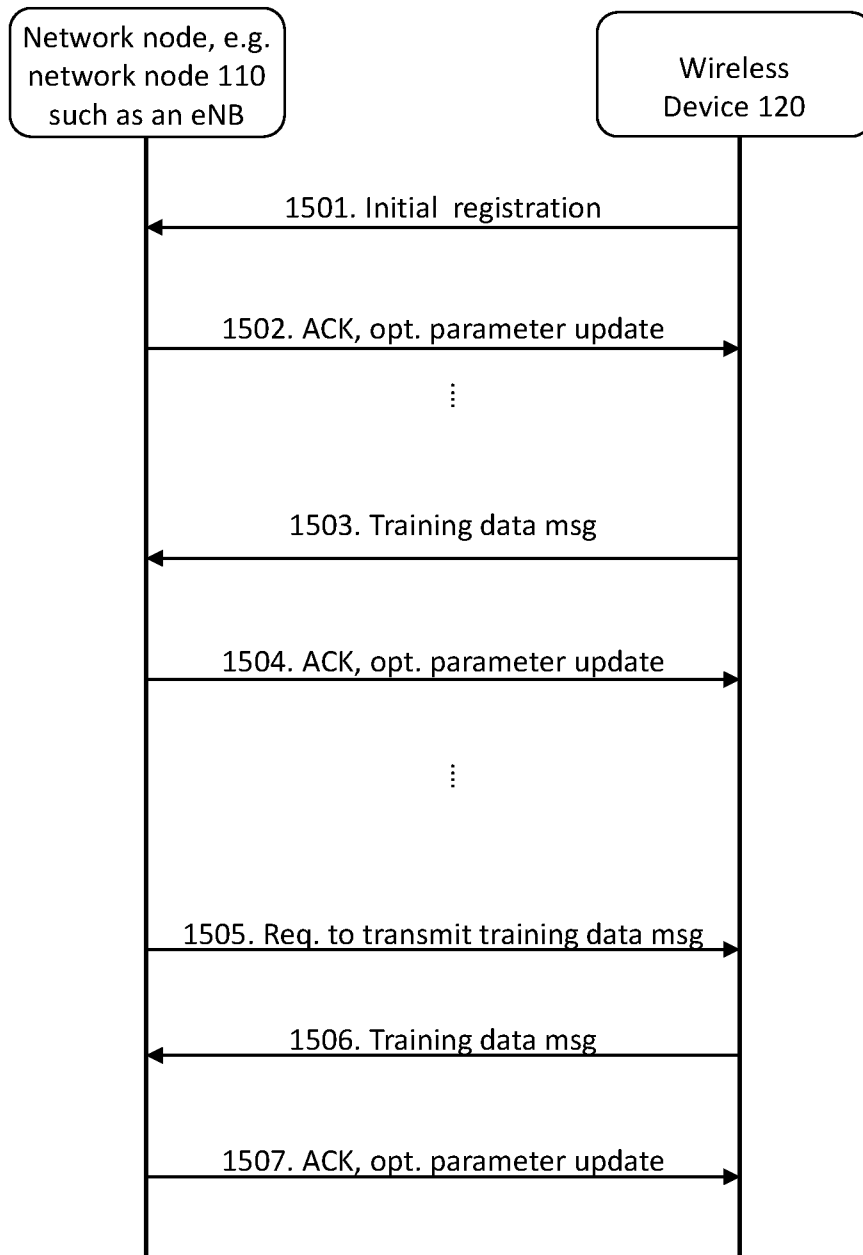 Network node, e.g.
network node 110
such as an eNB
Wireless
Device 120
1501. Initial registration
1502. ACK, opt. parameter update
1503. Training data msg
1504. ACK, opt. parameter update
1505. Req. to transmit training data msg
1506. Training data msg
1507. ACK, opt. parameter update